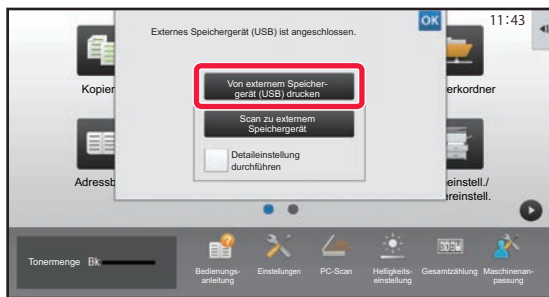 11:43
OK
Externes Speichergerät (USB) ist angeschlossen.
Von externem Speicher-
gerät (USB) drucken
Scan zu externem
Speichergerät
Detaileinstellung
durchführen
Kopier
erkordner
Adressb
einstell./
ereinstell.
Tonermenge Bk
Bedienungs-
anleitung
Einstellungen
PC-Scan
Helligkeits-
einstellung
Gesamtzählung
Maschinenan-
passung